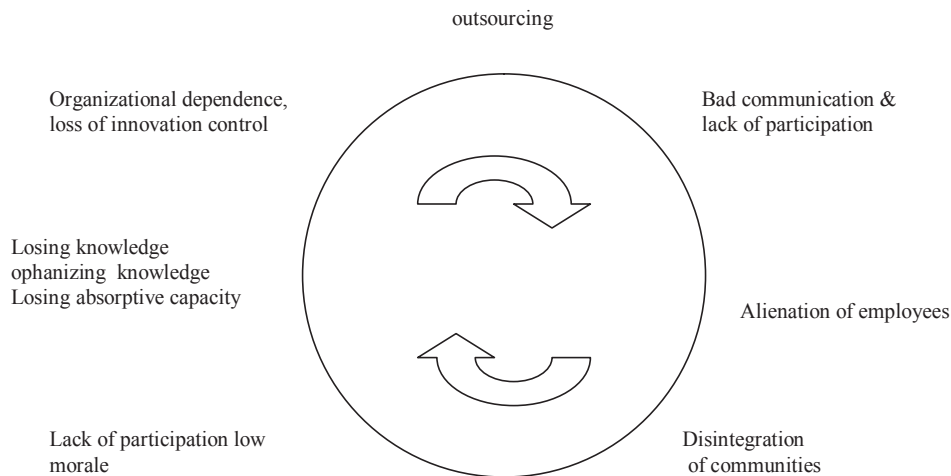 outsourcing
Organizational dependence,
loss of innovation control
Bad communication &
lack of participation
Losing knowledge
ophanizing knowledge
Losing absorptive capacity
Alienation of employees
Lack of participation low
morale
Disintegration
of communities